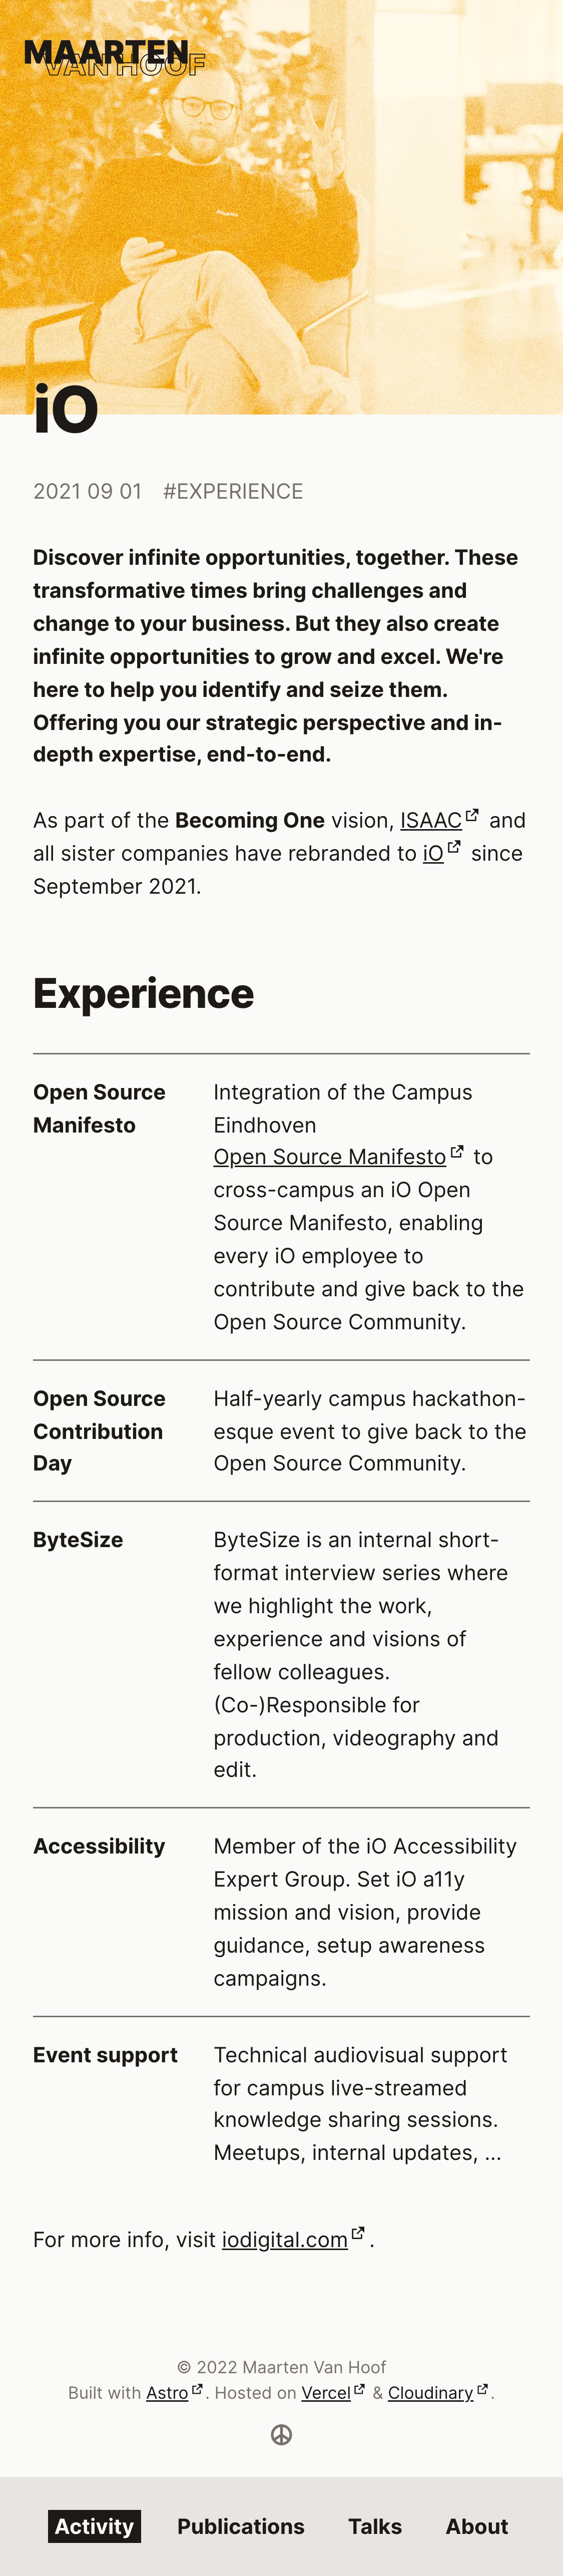 MAARTEN
VAN HOOF
iO
2021 09 01 #EXPERIENCE
Discover infinite opportunities, together. These
transformative times bring challenges and
change to your business. But they also create
infinite opportunities to grow and excel. We're
here to help you identify and seize them.
Offering you our strategic perspective and in-
depth expertise, end-to-end.
As part of the Becoming One vision, ISAAC and
all sister companies have rebranded to iO since
September 2021.
Experience
Open Source
Manifesto
Integration of the Campus
Eindhoven
Open Source Manifesto to
cross-campus an iO Open
Source Manifesto, enabling
every iO employee to
contribute and give back to the
Open Source Community.
Open Source
Contribution
Day
Half-yearly campus hackathon-
esque event to give back to the
Open Source Community.
ByteSize
ByteSize is an internal short-
format interview series where
we highlight the work,
experience and visions of
fellow colleagues.
(Co-)Responsible for
production, videography and
edit.
Accessibility
Member of the iO Accessibility
Expert Group. Set iO a11y
mission and vision, provide
guidance, setup awareness
campaigns.
Event support
Technical audiovisual support
for campus live-streamed
knowledge sharing sessions.
Meetups, internal updates, ...
For more info, visit iodigital.com.
© 2022 Maarten Van Hoof
Built with Astro. Hosted on Vercel & Cloudinary.
Activity Publications Talks About